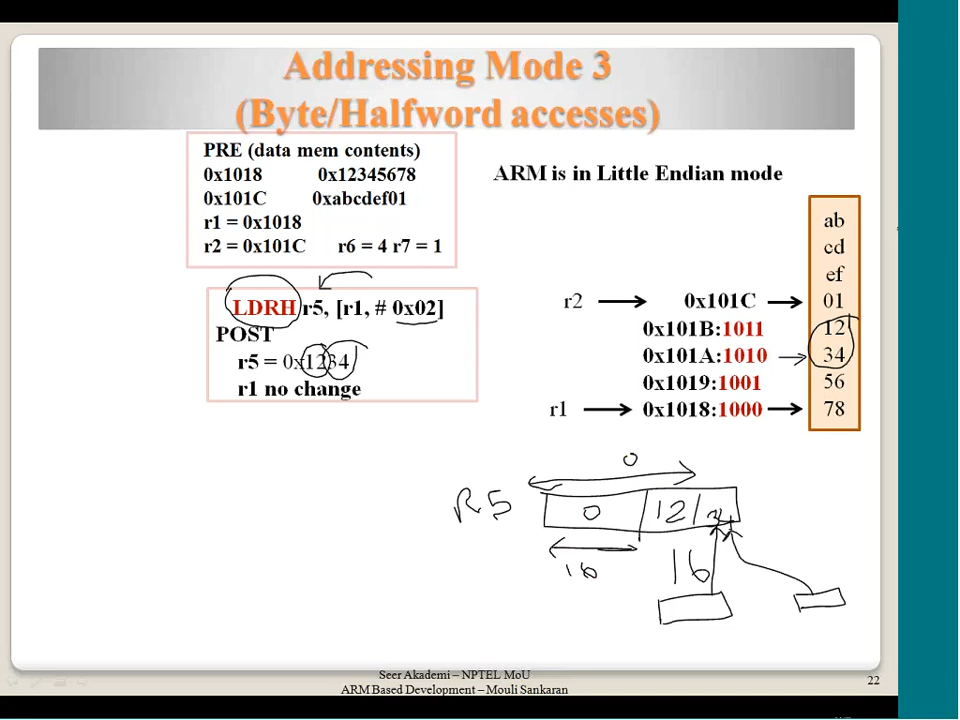 Addressing Mode 3
(Byte/Halfword accesses)
PRE (data mem contents)
0x1018 0x12345678
0x101C 0xabcdef01
r1 = 0x1018
r2 = 0x101C r6 = 4 r7 = 1
LDRH r5, [r1, # 0x02]
POST
r5 = 0x1234
r1 no change
ARM is in Little Endian mode
ab
cd
ef
r2 0x101C 01
0x101B:1011 12
0x101A:1010 34
0x1019:1001 56
r1 0x1018:1000 78
0
R5 0 12
16 16
Seer Akademi – NPTEL MoU
ARM Based Development – Mouli Sankaran
22